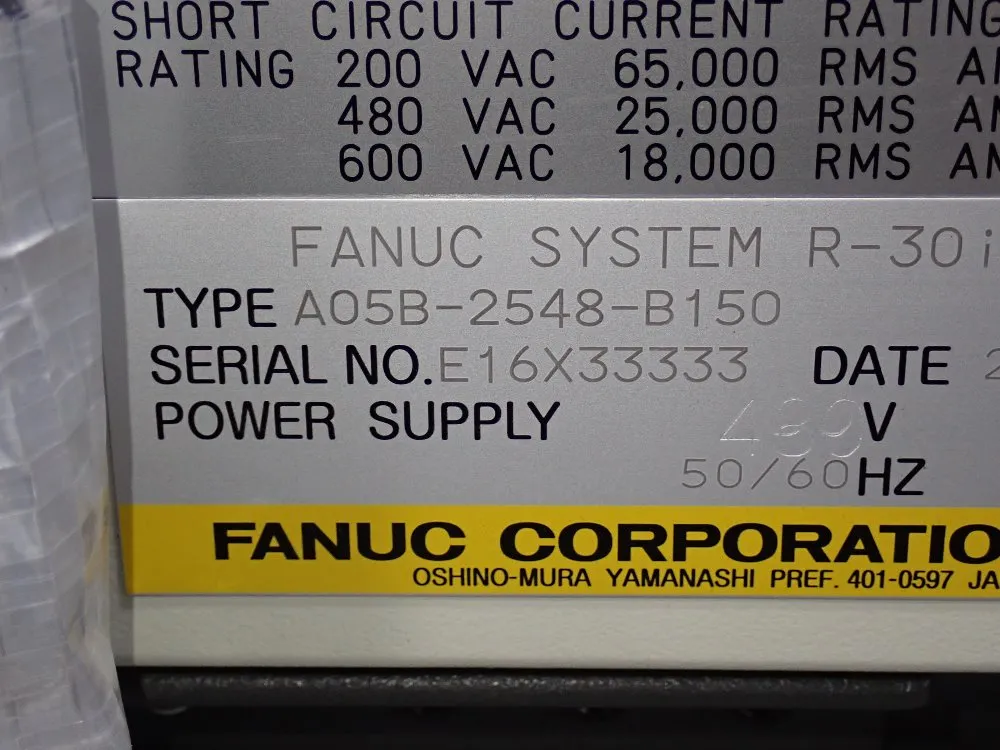 SHORT CIRCUIT CURRENT RATING
RATING 200 VAC 65,000 RMS A
480 VAC 25,000 RMS A
600 VAC 18,000 RMS A
FANUC SYSTEM R-30i
TYPE A05B-2548-B150
SERIAL NO. E16X33333 DATE 2
POWER SUPPLY V
50/60 HZ
FANUC CORPORATIO
OSHINO-MURA YAMANASHI PREF. 401-0597 JA